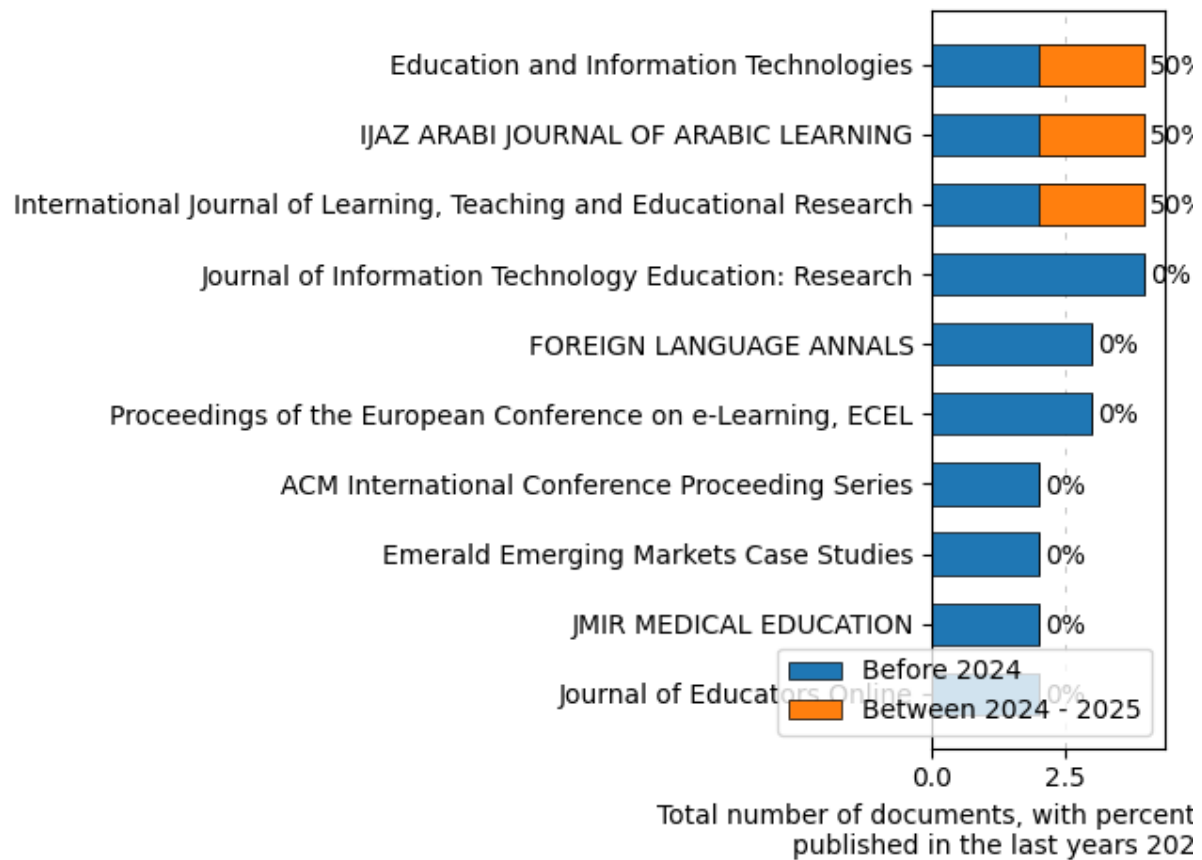 Education and Information Technologies 50%
IJAZ ARABI JOURNAL OF ARABIC LEARNING 50%
International Journal of Learning, Teaching and Educational Research 50%
Journal of Information Technology Education: Research 0%
FOREIGN LANGUAGE ANNALS 0%
Proceedings of the European Conference on e-Learning, ECEL 0%
ACM International Conference Proceeding Series 0%
Emerald Emerging Markets Case Studies 0%
JMIR MEDICAL EDUCATION 0%
Journal of Educators Online 0%
Before 2024
Between 2024 - 2025
0.0 2.5
Total number of documents, with percent
published in the last years 202